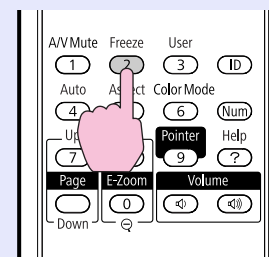 A/V Mute Freeze User
1 2 3 ID
Auto Aspect Color Mode
4 6 Num
Up Pointer Help
7 9 ?
Page E-Zoom Volume
0
Down